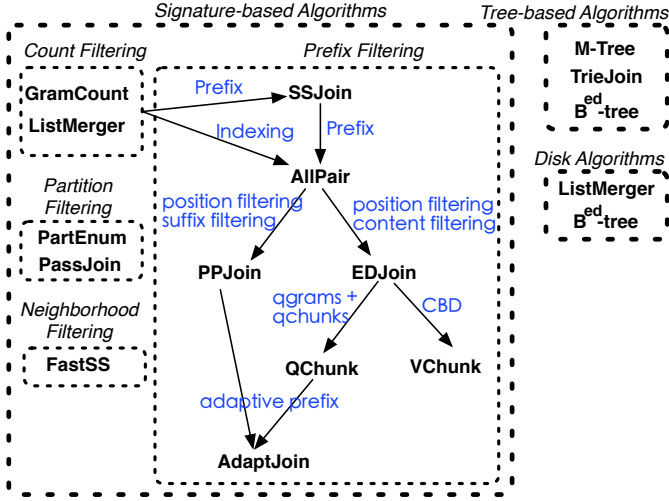 Signature-based Algorithms
Tree-based Algorithms
Count Filtering
Prefix Filtering
GramCount
ListMerger
Prefix
Indexing
SSJoin
Prefix
AllPair
M-Tree
TrieJoin
B^ed-tree
Disk Algorithms
ListMerger
B^ed-tree
Partition
Filtering
PartEnum
PassJoin
position filtering
suffix filtering
position filtering
content filtering
PPJoin
EDJoin
Neighborhood
Filtering
FastSS
qgrams +
qchunks
CBD
QChunk
VChunk
adaptive prefix
AdaptJoin